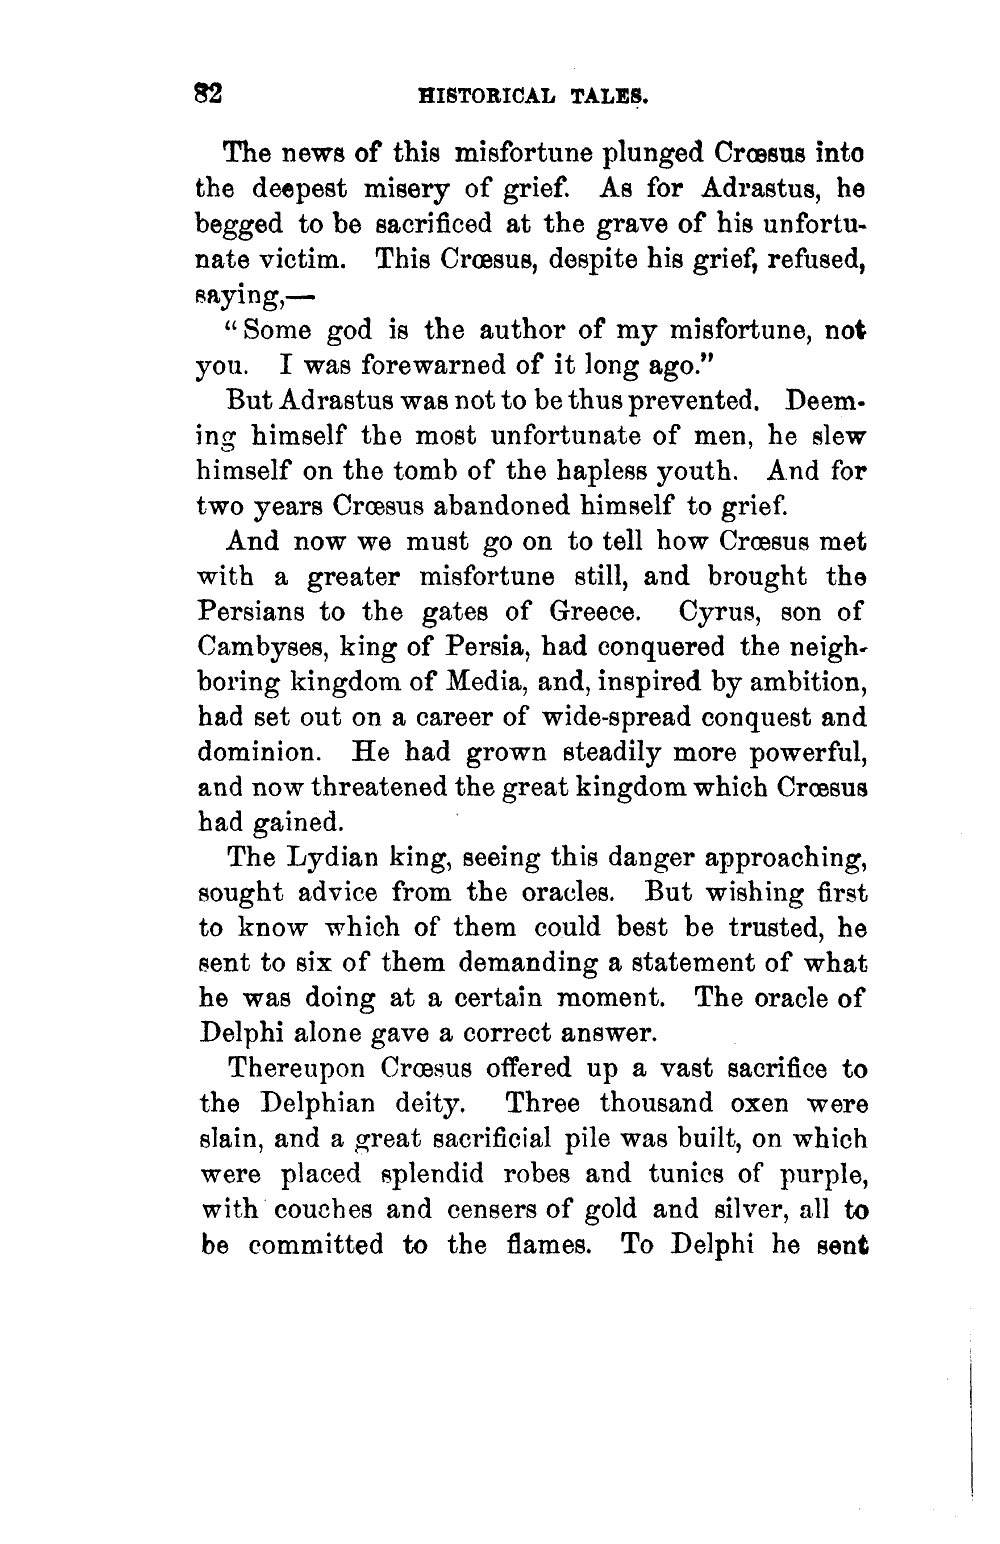 82 HISTORICAL TALES.
The news of this misfortune plunged Crœsus into
the deepest misery of grief. As for Adrastus, he
begged to be sacrificed at the grave of his unfortu-
nate victim. This Crœsus, despite his grief, refused,
saying,—
“Some god is the author of my misfortune, not
you. I was forewarned of it long ago.”
But Adrastus was not to be thus prevented. Deem-
ing himself the most unfortunate of men, he slew
himself on the tomb of the hapless youth. And for
two years Crœsus abandoned himself to grief.
And now we must go on to tell how Crœsus met
with a greater misfortune still, and brought the
Persians to the gates of Greece. Cyrus, son of
Cambyses, king of Persia, had conquered the neigh-
boring kingdom of Media, and, inspired by ambition,
had set out on a career of wide-spread conquest and
dominion. He had grown steadily more powerful,
and now threatened the great kingdom which Crœsus
had gained.
The Lydian king, seeing this danger approaching,
sought advice from the oracles. But wishing first
to know which of them could best be trusted, he
sent to six of them demanding a statement of what
he was doing at a certain moment. The oracle of
Delphi alone gave a correct answer.
Thereupon Crœsus offered up a vast sacrifice to
the Delphian deity. Three thousand oxen were
slain, and a great sacrificial pile was built, on which
were placed splendid robes and tunics of purple,
with couches and censers of gold and silver, all to
be committed to the flames. To Delphi he sent